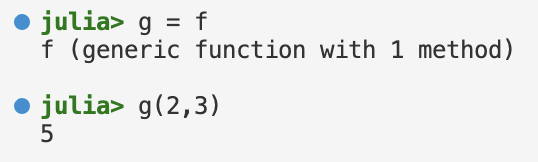 julia> g = f
f (generic function with 1 method)
julia> g(2,3)
5